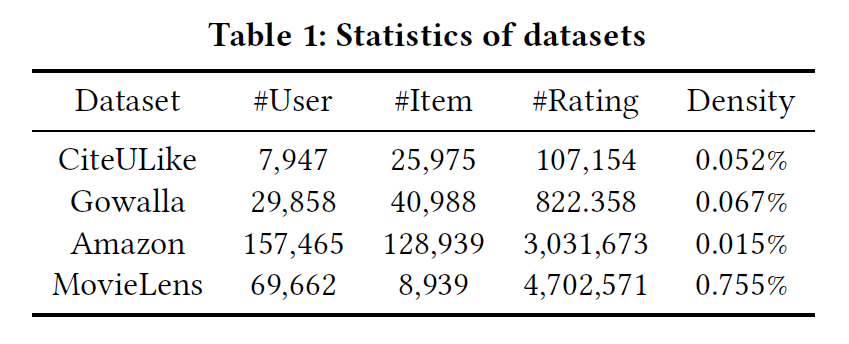 Table 1: Statistics of datasets
Dataset #User #Item #Rating Density
CiteULike 7,947 25,975 107,154 0.052%
Gowalla 29,858 40,988 822.358 0.067%
Amazon 157,465 128,939 3,031,673 0.015%
MovieLens 69,662 8,939 4,702,571 0.755%